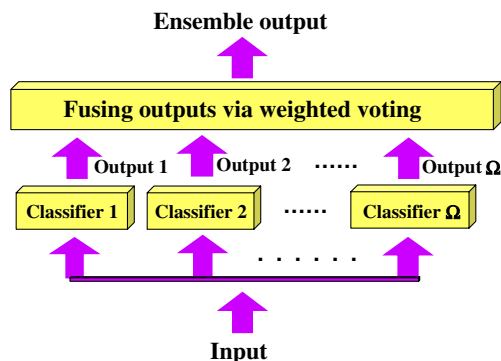 Ensemble output
Fusing outputs via weighted voting
Output 1 Output 2 ...... Output Ω
Classifier 1 Classifier 2 ...... Classifier Ω
. . . . . .
Input